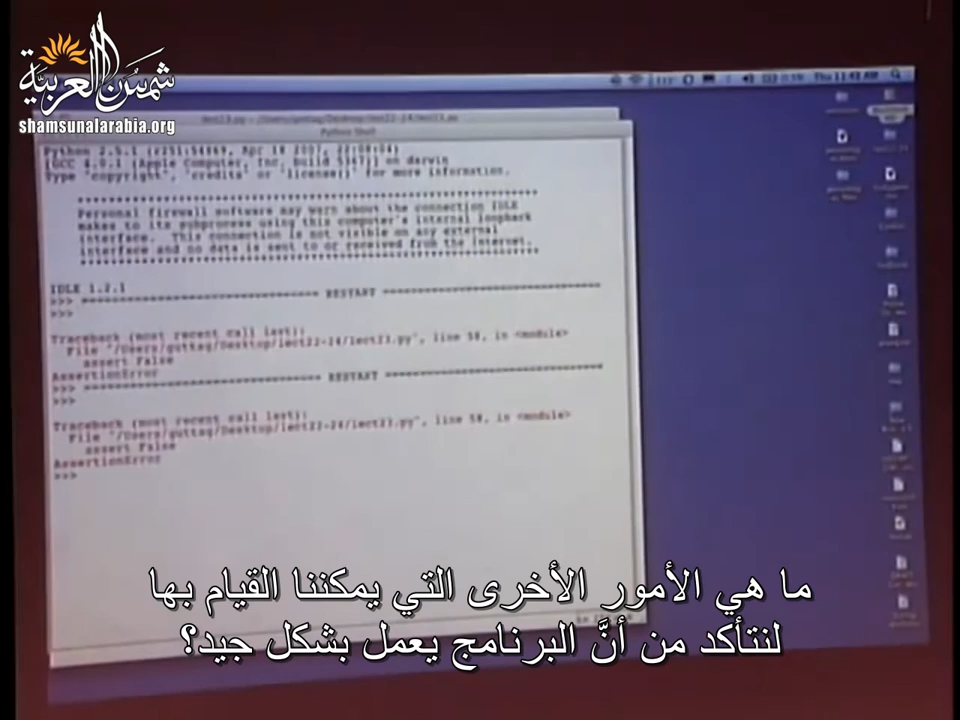 شمس العربية
shamsunalarabia.org
Thu 11:43 AM
Python Shell
Python 2.5.1 (r251:54869, Apr 18 2007, 22:08:04)
[GCC 4.0.1 (Apple Computer, Inc. build 5367)] on darwin
Type "copyright", "credits" or "license()" for more information.
****************************************************************
Personal firewall software may warn about the connection IDLE
makes to its subprocess using this computer's internal loopback
interface. This connection is not visible on any external
interface and no data is sent to or received from the Internet.
****************************************************************
IDLE 1.2.1
>>> ================================ RESTART ================================
>>>
Traceback (most recent call last):
File "/Users/guttag/Desktop/lect22-24/lect23.py", line 58, in <module>
assert False
AssertionError
>>> ================================ RESTART ================================
>>>
Traceback (most recent call last):
File "/Users/guttag/Desktop/lect22-24/lect23.py", line 58, in <module>
assert False
AssertionError
>>>
ما هي الأمور الأخرى التي يمكننا القيام بها
لنتأكد من أنَّ البرنامج يعمل بشكل جيد؟